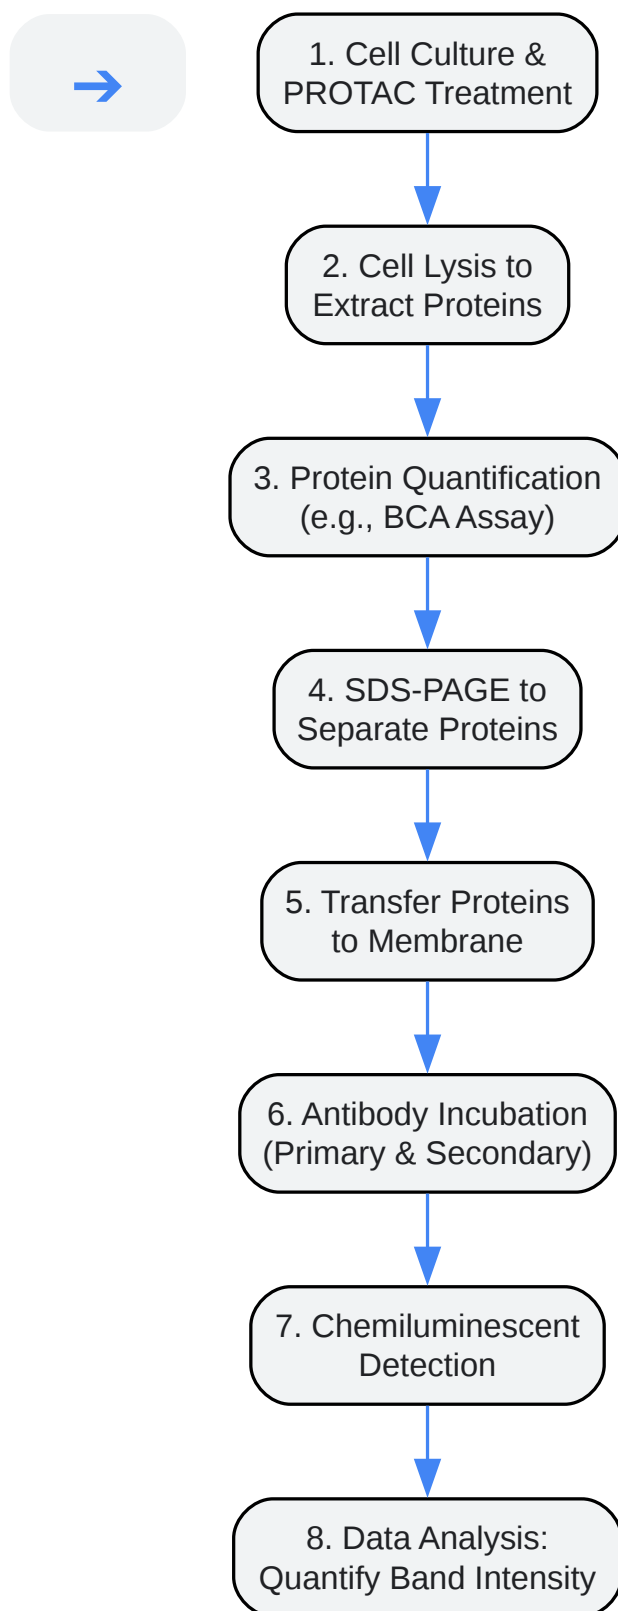 ➔
1. Cell Culture &
PROTAC Treatment
2. Cell Lysis to
Extract Proteins
3. Protein Quantification
(e.g., BCA Assay)
4. SDS-PAGE to
Separate Proteins
5. Transfer Proteins
to Membrane
6. Antibody Incubation
(Primary & Secondary)
7. Chemiluminescent
Detection
8. Data Analysis:
Quantify Band Intensity